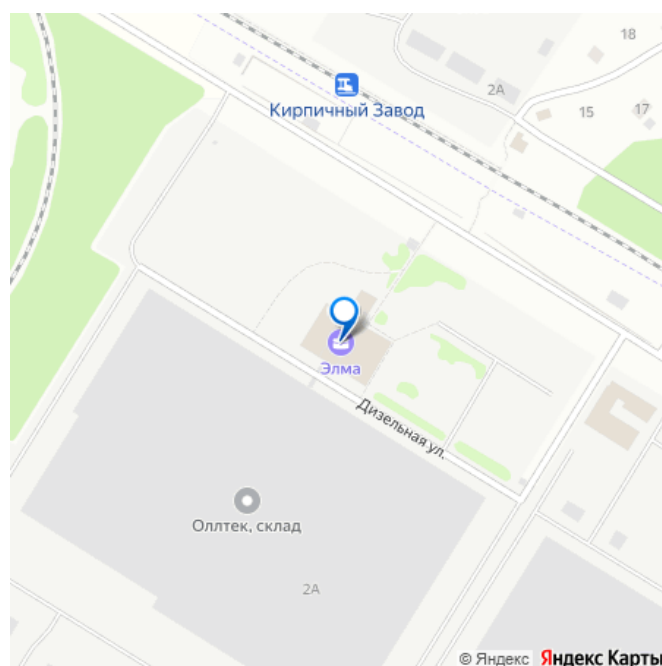 18
2А
15
17
Кирпичный Завод
Элма
Дизельная ул.
Оллтек, склад
2А
© Яндекс Яндекс Карты